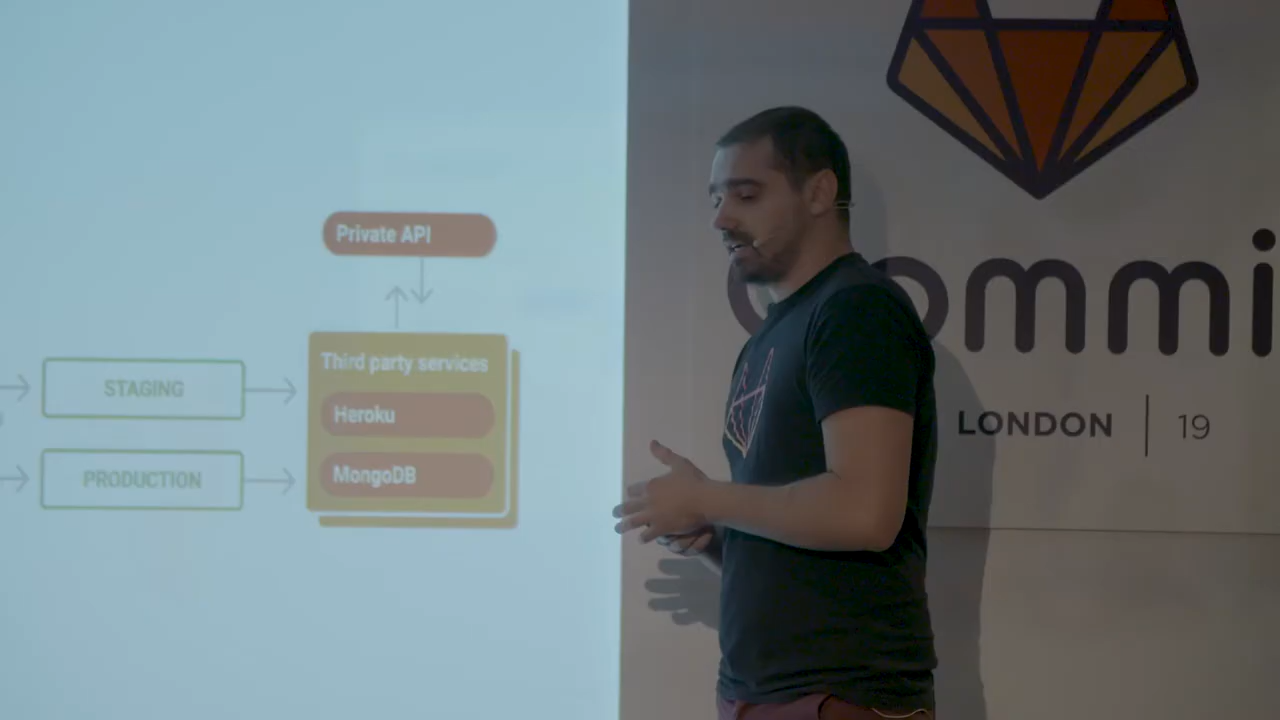 Private API
Third party services
STAGING
Heroku
PRODUCTION
MongoDB
ommi
LONDON | 19